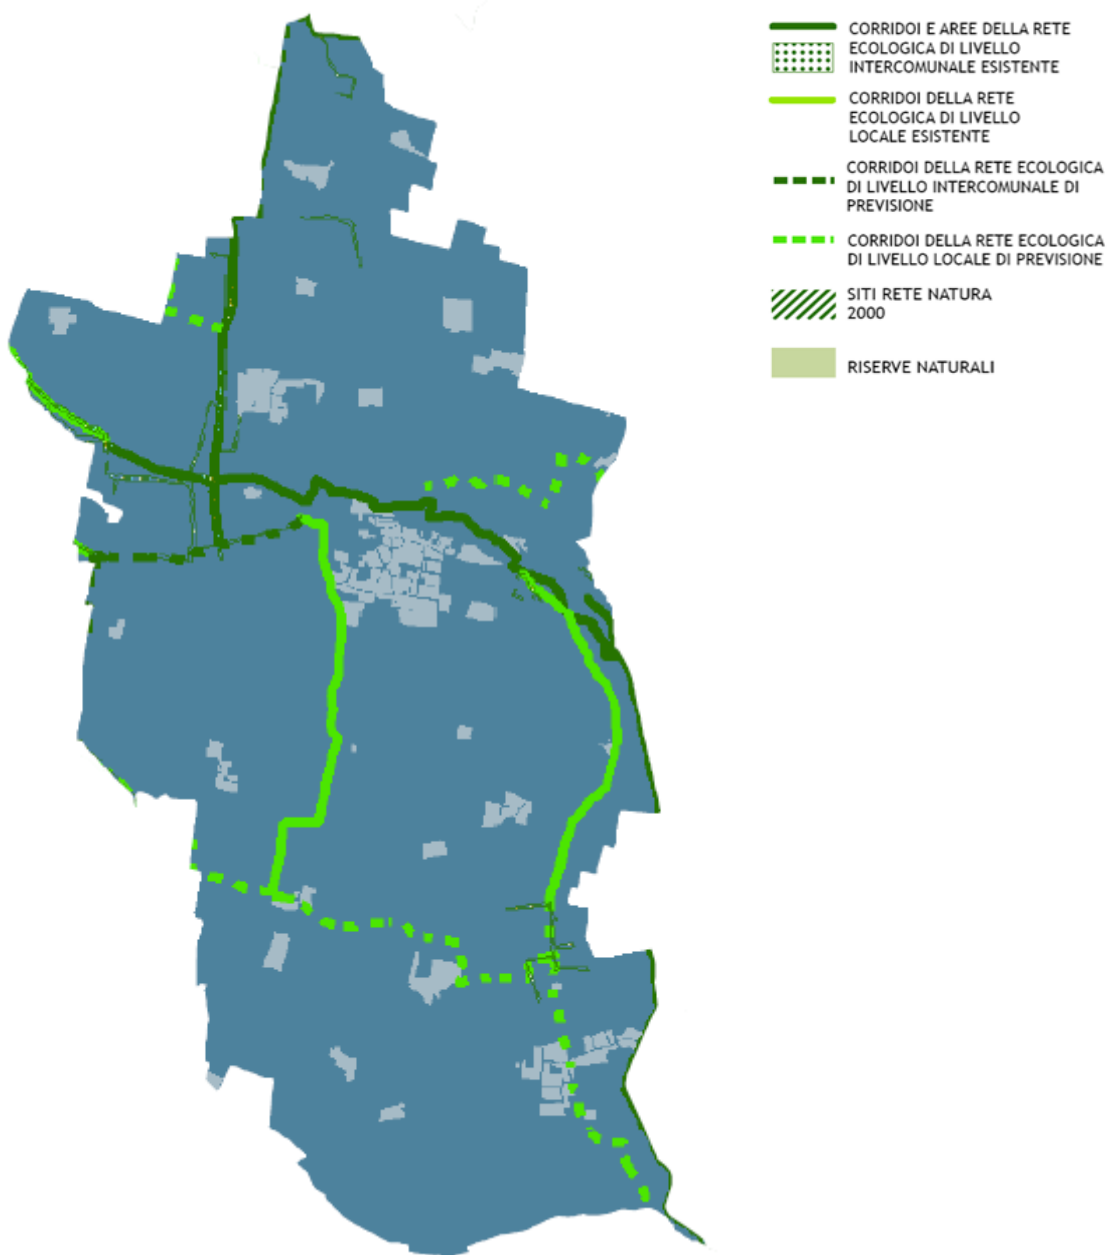 CORRIDOI E AREE DELLA RETE
ECOLOGICA DI LIVELLO
INTERCOMUNALE ESISTENTE
CORRIDOI DELLA RETE
ECOLOGICA DI LIVELLO
LOCALE ESISTENTE
CORRIDOI DELLA RETE ECOLOGICA
DI LIVELLO INTERCOMUNALE DI
PREVISIONE
CORRIDOI DELLA RETE ECOLOGICA
DI LIVELLO LOCALE DI PREVISIONE
SITI RETE NATURA
2000
RISERVE NATURALI